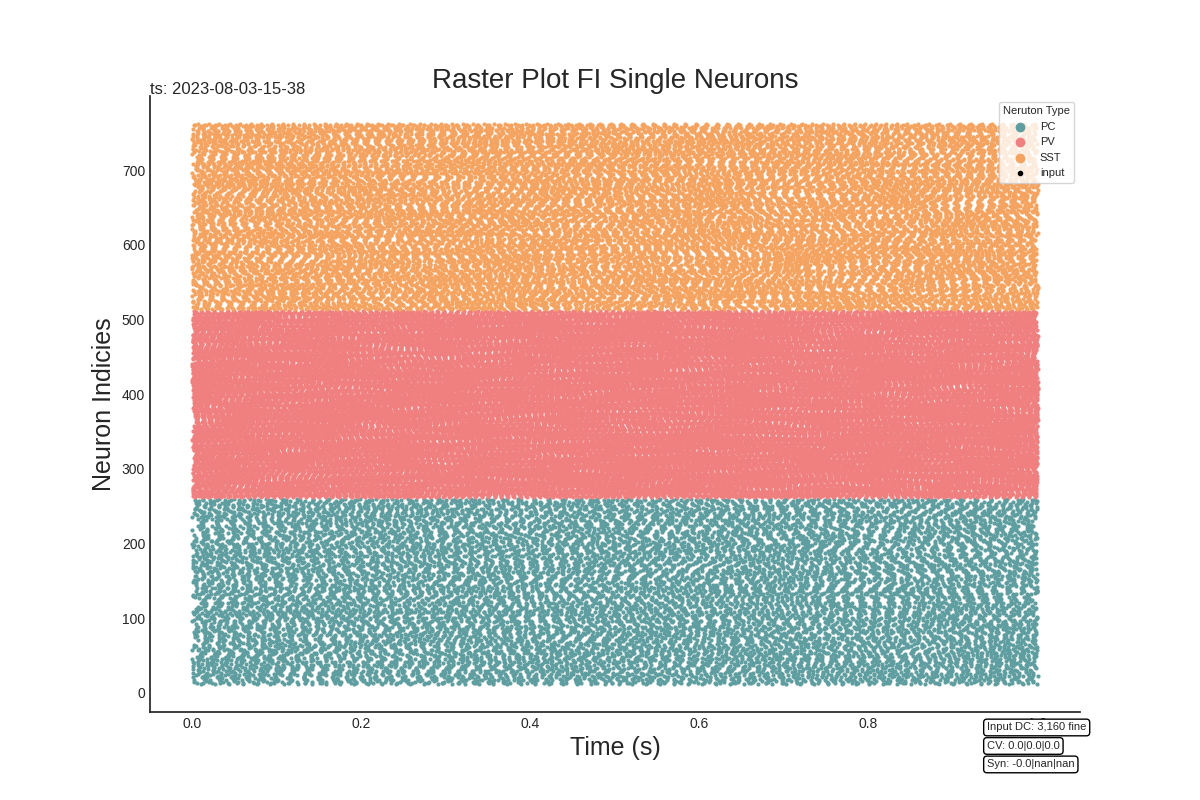 Raster Plot FI Single Neurons
ts: 2023-08-03-15-38
Neruton Type
PC
PV
SST
input
Neuron Indicies
700
600
500
400
300
200
100
0
0.0 0.2 0.4 0.6 0.8
Time (s)
Input DC: 3,160 fine
CV: 0.0|0.0|0.0
Syn: -0.0|nan|nan